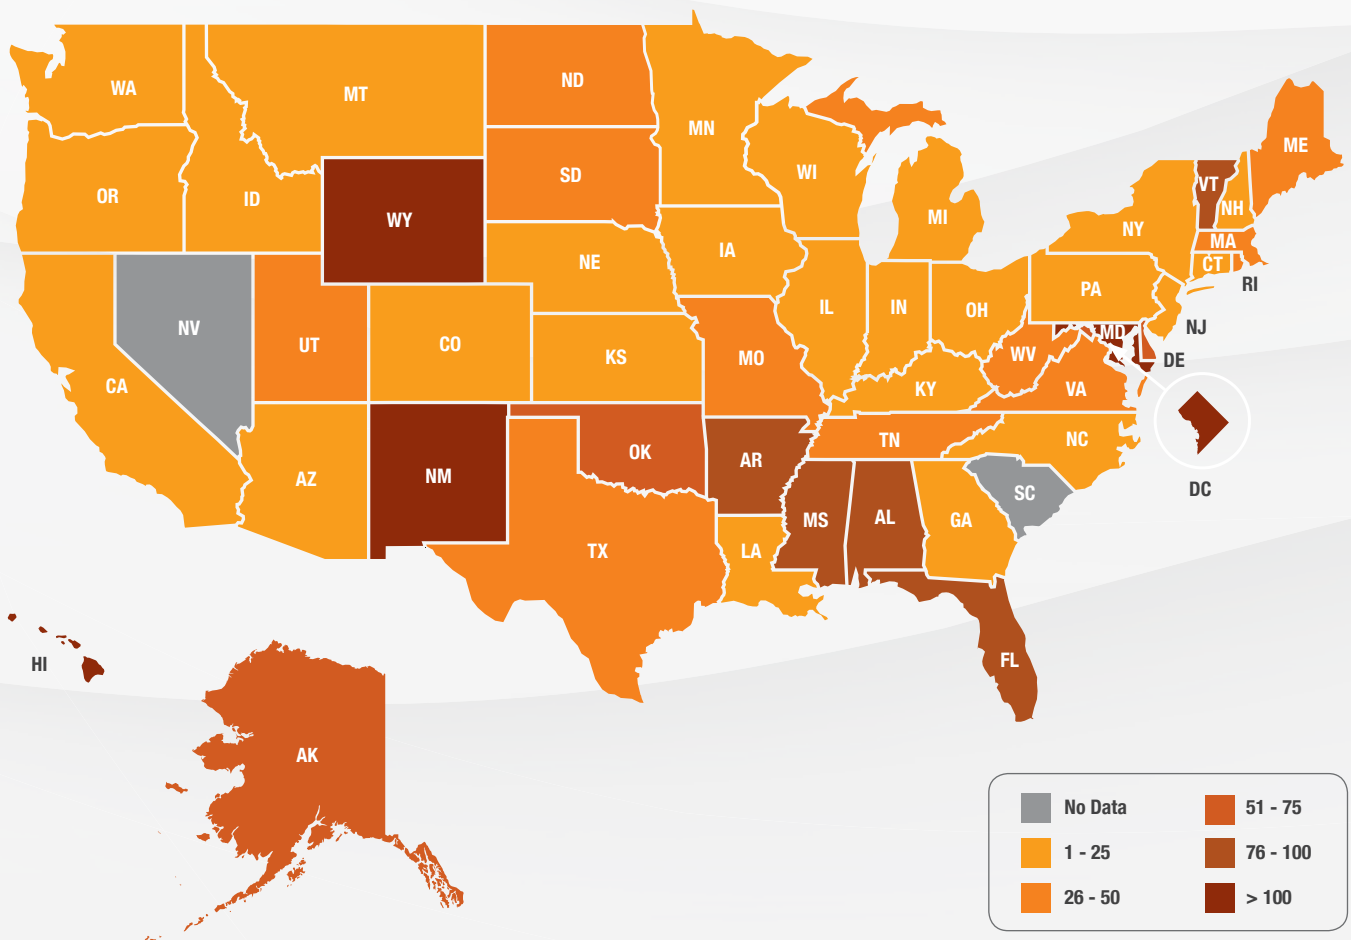 WA
MT
ND
MN
OR
ID
WY
SD
WI
MI
ME
VT
NH
NY
MA
CT
RI
NE
IA
PA
NJ
NV
UT
CO
KS
MO
IL
IN
OH
WV
VA
MD
DE
DC
CA
KY
AZ
NM
OK
AR
TN
NC
SC
TX
LA
MS
AL
GA
FL
HI
AK
No Data
1 - 25
26 - 50
51 - 75
76 - 100
> 100